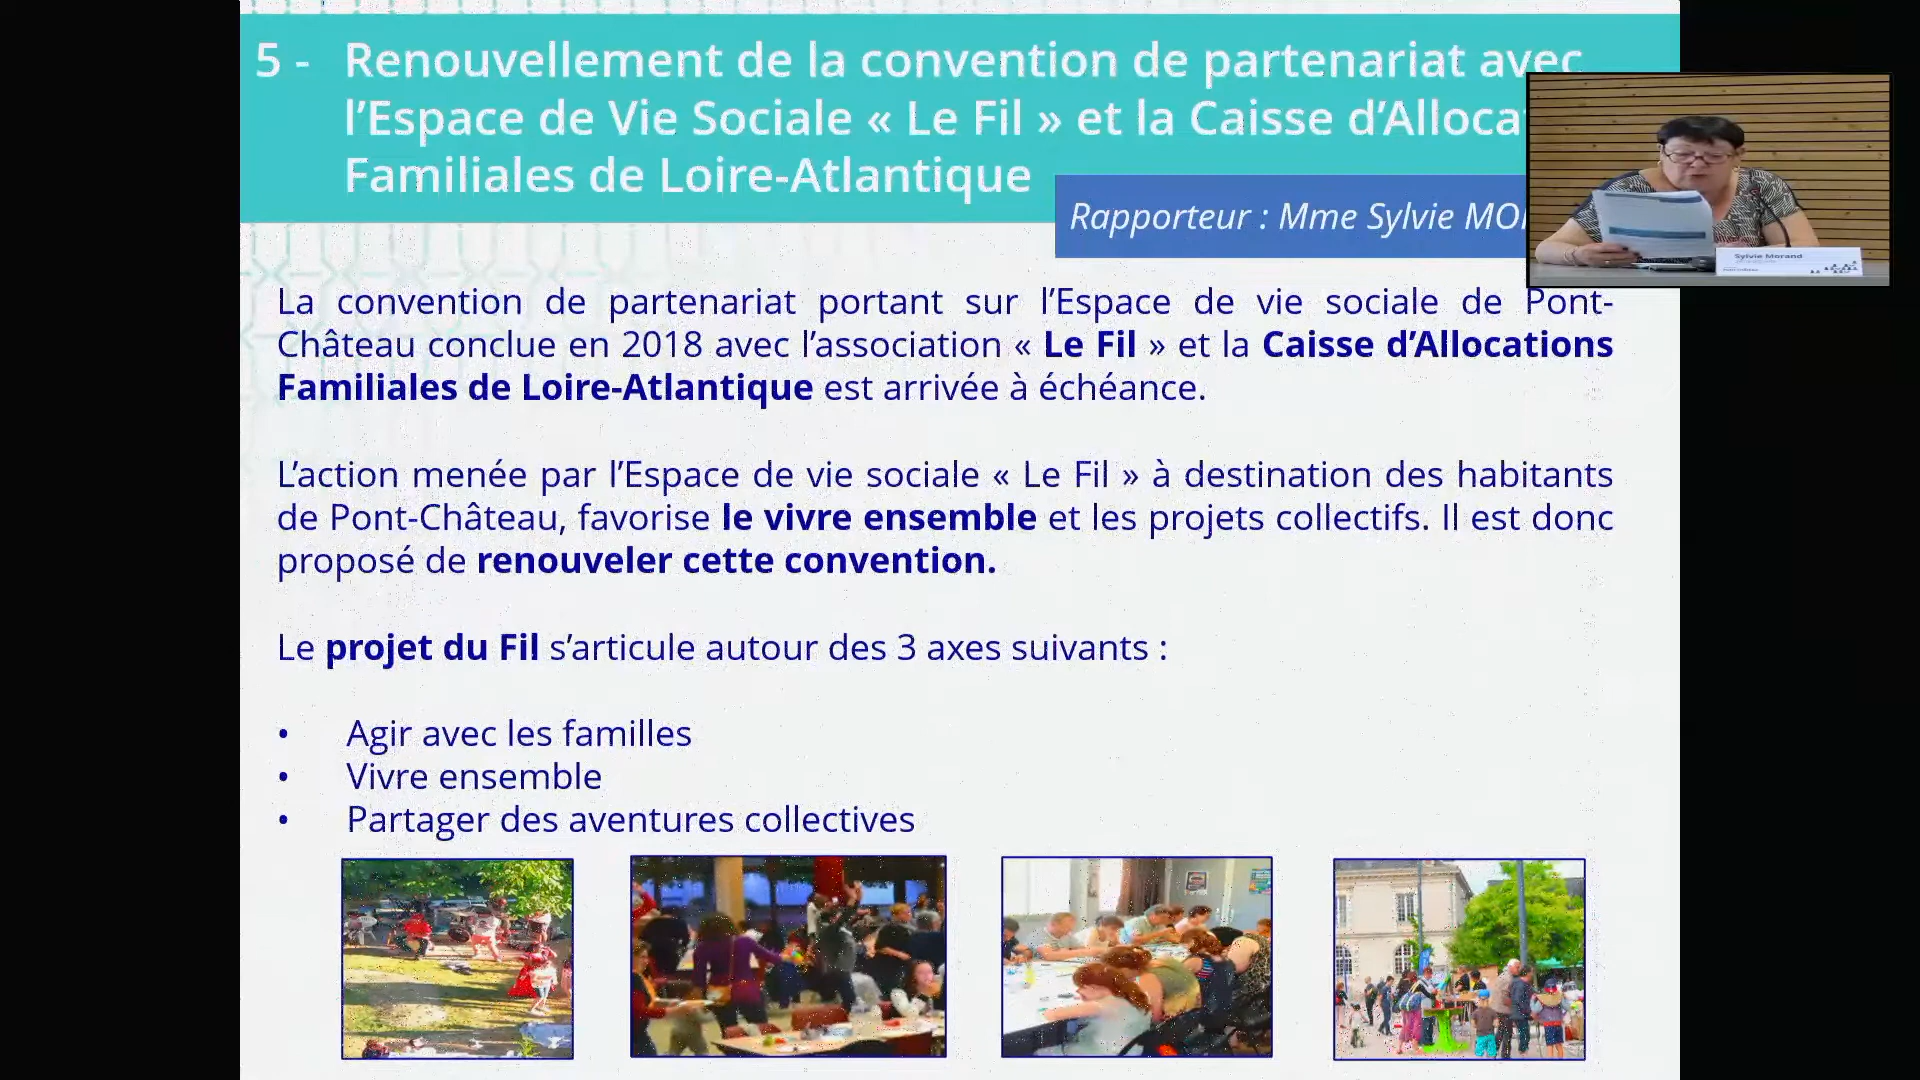 5 - Renouvellement de la convention de partenariat avec
l’Espace de Vie Sociale « Le Fil » et la Caisse d’Alloca
Familiales de Loire-Atlantique
Rapporteur : Mme Sylvie MO
Sylvie Morand
La convention de partenariat portant sur l’Espace de vie sociale de Pont-
Château conclue en 2018 avec l’association « Le Fil » et la Caisse d’Allocations
Familiales de Loire-Atlantique est arrivée à échéance.
L’action menée par l’Espace de vie sociale « Le Fil » à destination des habitants
de Pont-Château, favorise le vivre ensemble et les projets collectifs. Il est donc
proposé de renouveler cette convention.
Le projet du Fil s’articule autour des 3 axes suivants :
• Agir avec les familles
• Vivre ensemble
• Partager des aventures collectives